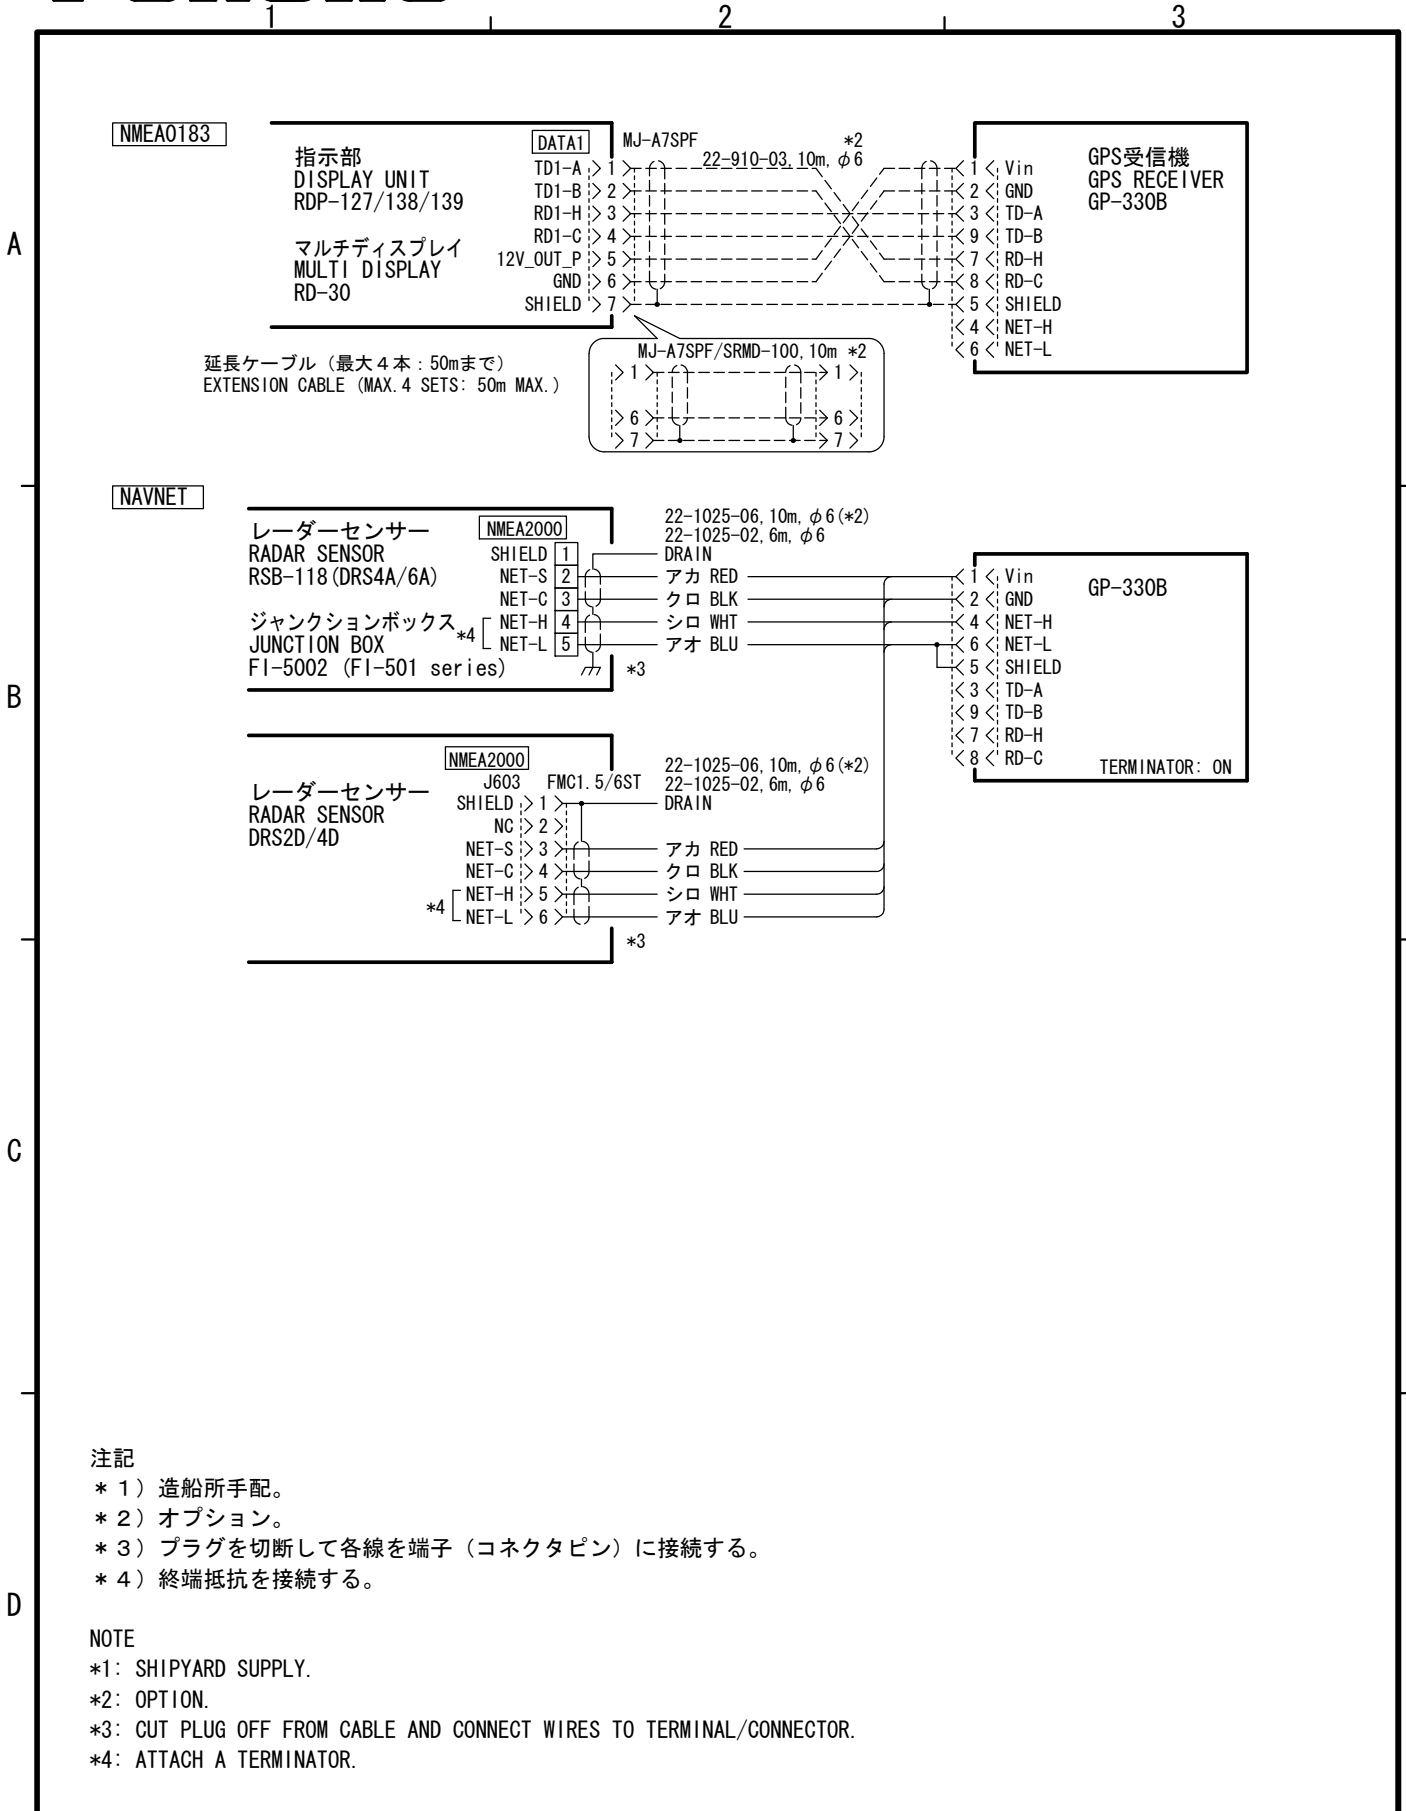 1 2 3
NMEA0183
指示部
DISPLAY UNIT
RDP-127/138/139
マルチディスプレイ
MULTI DISPLAY
RD-30
DATA1
TD1-A 1
TD1-B 2
RD1-H 3
RD1-C 4
12V_OUT_P 5
GND 6
SHIELD 7
MJ-A7SPF
*2
22-910-03,10m,φ6
1 Vin
2 GND
3 TD-A
9 TD-B
7 RD-H
8 RD-C
5 SHIELD
4 NET-H
6 NET-L
GPS受信機
GPS RECEIVER
GP-330B
A
延長ケーブル（最大４本：50mまで）
EXTENSION CABLE (MAX.4 SETS: 50m MAX.)
MJ-A7SPF/SRMD-100,10m *2
1 1
6 6
7 7
NAVNET
レーダーセンサー
RADAR SENSOR
RSB-118(DRS4A/6A)
ジャンクションボックス
JUNCTION BOX
FI-5002 (FI-501 series)
NMEA2000
SHIELD 1
NET-S 2
NET-C 3
NET-H 4
NET-L 5
*4
*3
22-1025-06,10m,φ6(*2)
22-1025-02,6m,φ6
DRAIN
アカ RED
クロ BLK
シロ WHT
アオ BLU
1 Vin
2 GND
4 NET-H
6 NET-L
5 SHIELD
3 TD-A
9 TD-B
7 RD-H
8 RD-C
GP-330B
TERMINATOR: ON
B
レーダーセンサー
RADAR SENSOR
DRS2D/4D
NMEA2000
J603 FMC1.5/6ST
SHIELD 1
NC 2
NET-S 3
NET-C 4
NET-H 5
NET-L 6
*4
*3
22-1025-06,10m,φ6(*2)
22-1025-02,6m,φ6
DRAIN
アカ RED
クロ BLK
シロ WHT
アオ BLU
C
注記
＊１）造船所手配。
＊２）オプション。
＊３）プラグを切断して各線を端子（コネクタピン）に接続する。
＊４）終端抵抗を接続する。
D
NOTE
*1: SHIPYARD SUPPLY.
*2: OPTION.
*3: CUT PLUG OFF FROM CABLE AND CONNECT WIRES TO TERMINAL/CONNECTOR.
*4: ATTACH A TERMINATOR.